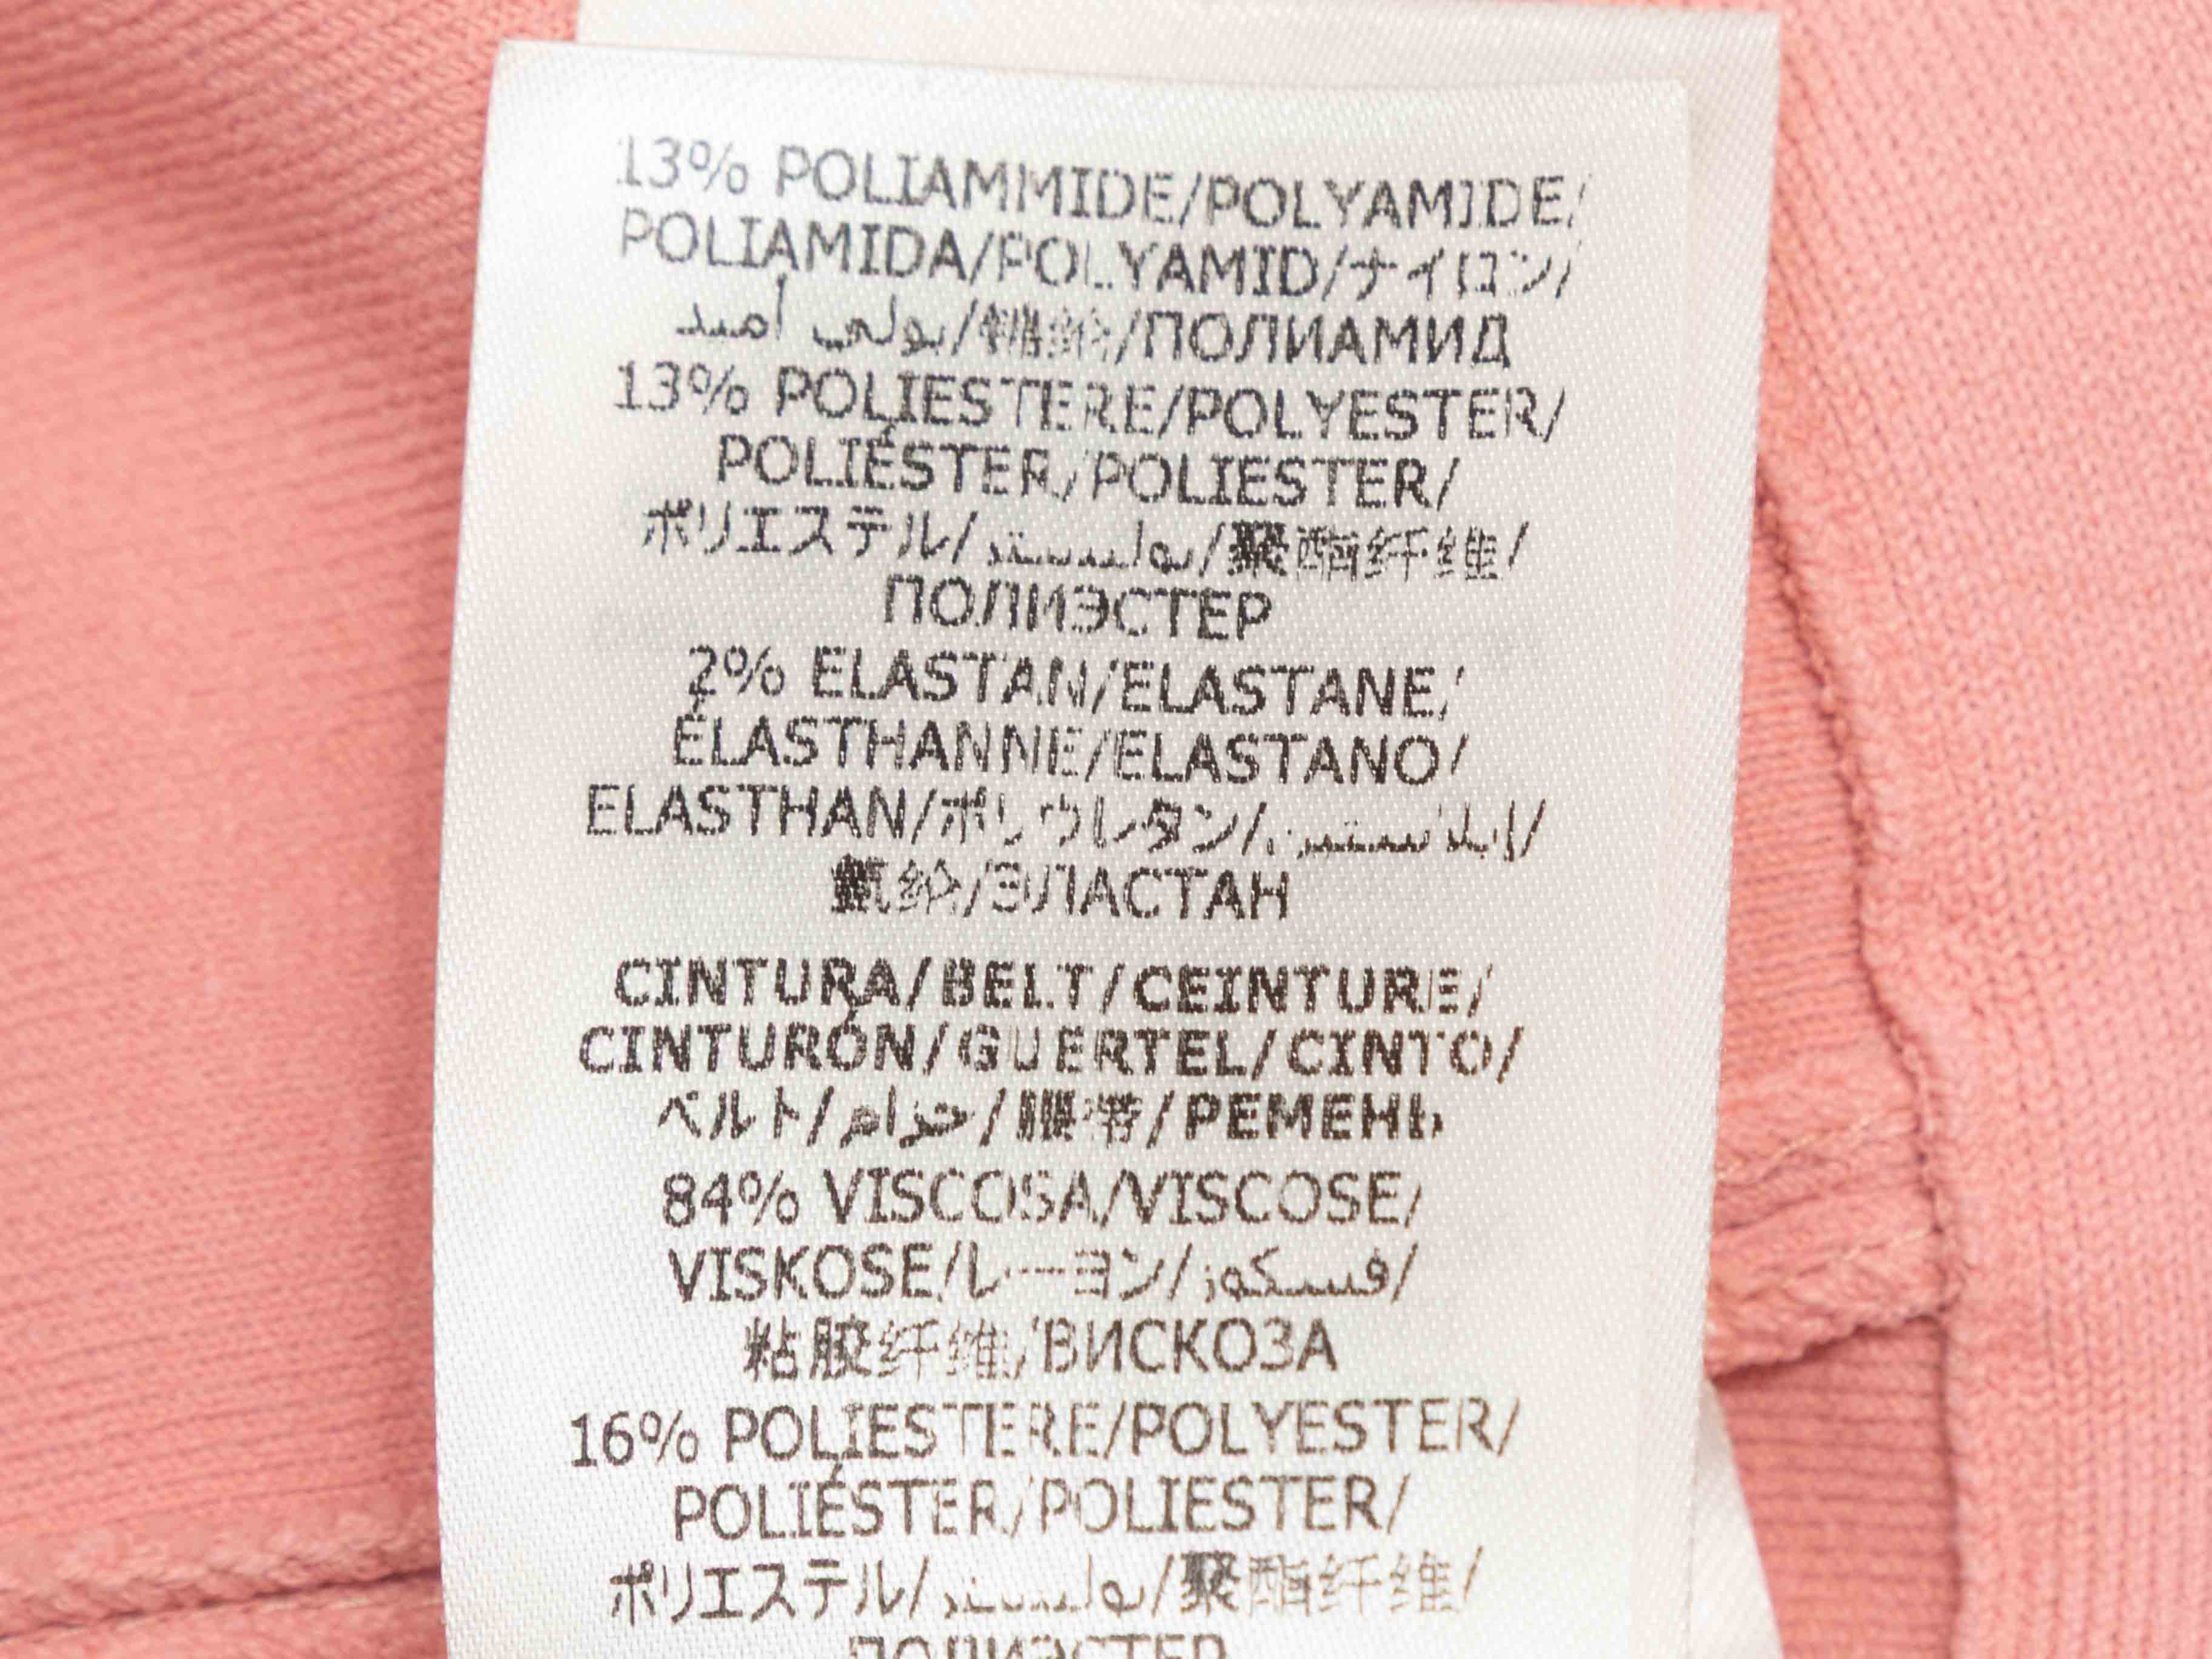 13% POLIAMMIDE/POLYAMIDE/
POLIAMIDA/POLYAMID/ナイロン/
بولي أميد/锦纶/ПОЛИАМИД
13% POLIESTERE/POLYESTER/
POLIÉSTER/POLIESTER/
ポリエステル/بوليستر/聚酯纤维/
ПОЛИЭСТЕР
2% ELASTAN/ELASTANE/
ÉLASTHANNE/ELASTANO/
ELASTHAN/ポリウレタン/إيلاستين/
氨纶/ЭЛАСТАН
CINTURA/BELT/CEINTURE/
CINTURÓN/GUERTEL/CINTO/
ベルト/حزام/腰带/РЕМЕНЬ
84% VISCOSA/VISCOSE/
VISKOSE/レーヨン/فسكوز/
粘胶纤维/ВИСКОЗА
16% POLIESTERE/POLYESTER/
POLIÉSTER/POLIESTER/
ポリエステル/بوليستر/聚酯纤维/
ПОЛИЭСТЕР